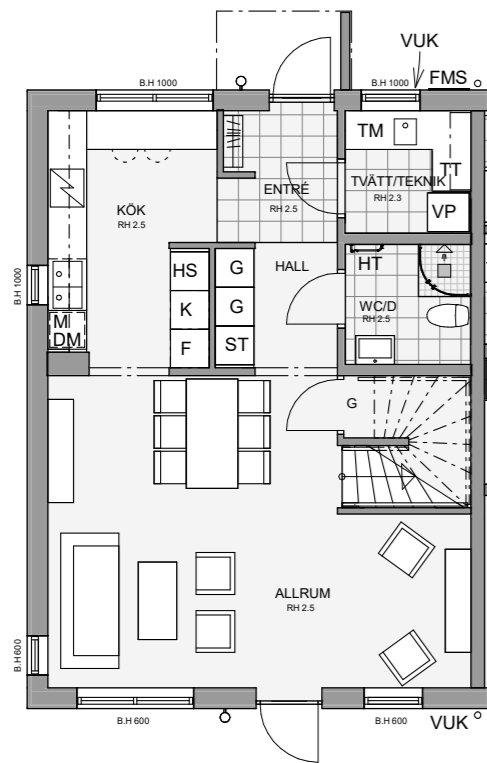 VUK
B.H 1000
B.H 1000
FMS
TM
TT
TVÄTT/TEKNIK
RH 2.3
VP
ENTRÉ
RH 2.5
KÖK
RH 2.5
HS
G
HALL
HT
K
G
WC/D
RH 2.5
B.H 1000
M
DM
F
ST
G
ALLRUM
RH 2.5
B.H 600
B.H 600
B.H 600
VUK